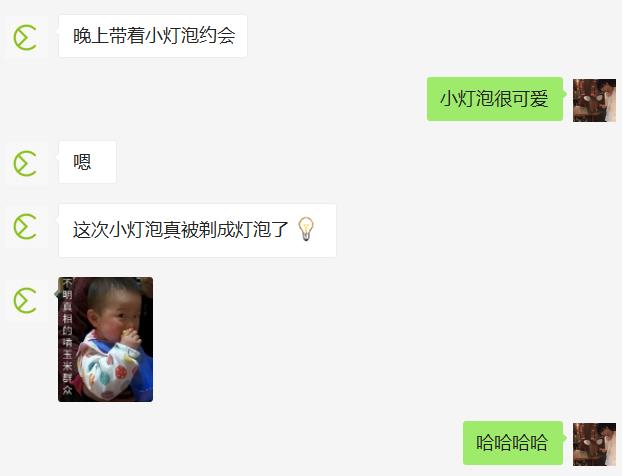 晚上带着小灯泡约会
小灯泡很可爱
嗯
这次小灯泡真被剃成灯泡了💡
不明真相的啃玉米群众
哈哈哈哈